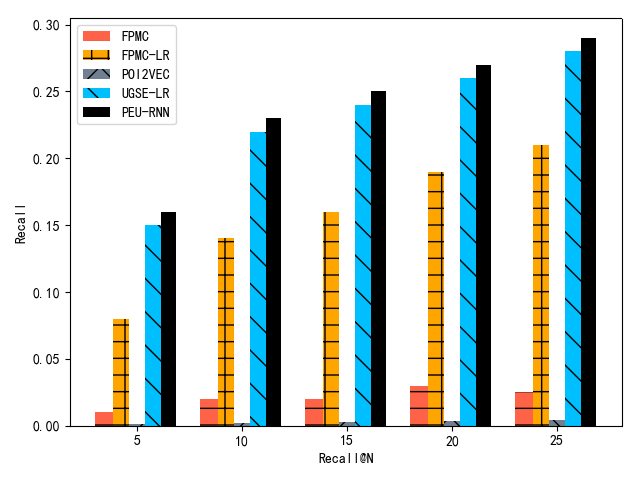 0.30
0.25
0.20
0.15
0.10
0.05
0.00
Recall
FPMC
FPMC-LR
POI2VEC
UGSE-LR
PEU-RNN
5 10 15 20 25
Recall@N